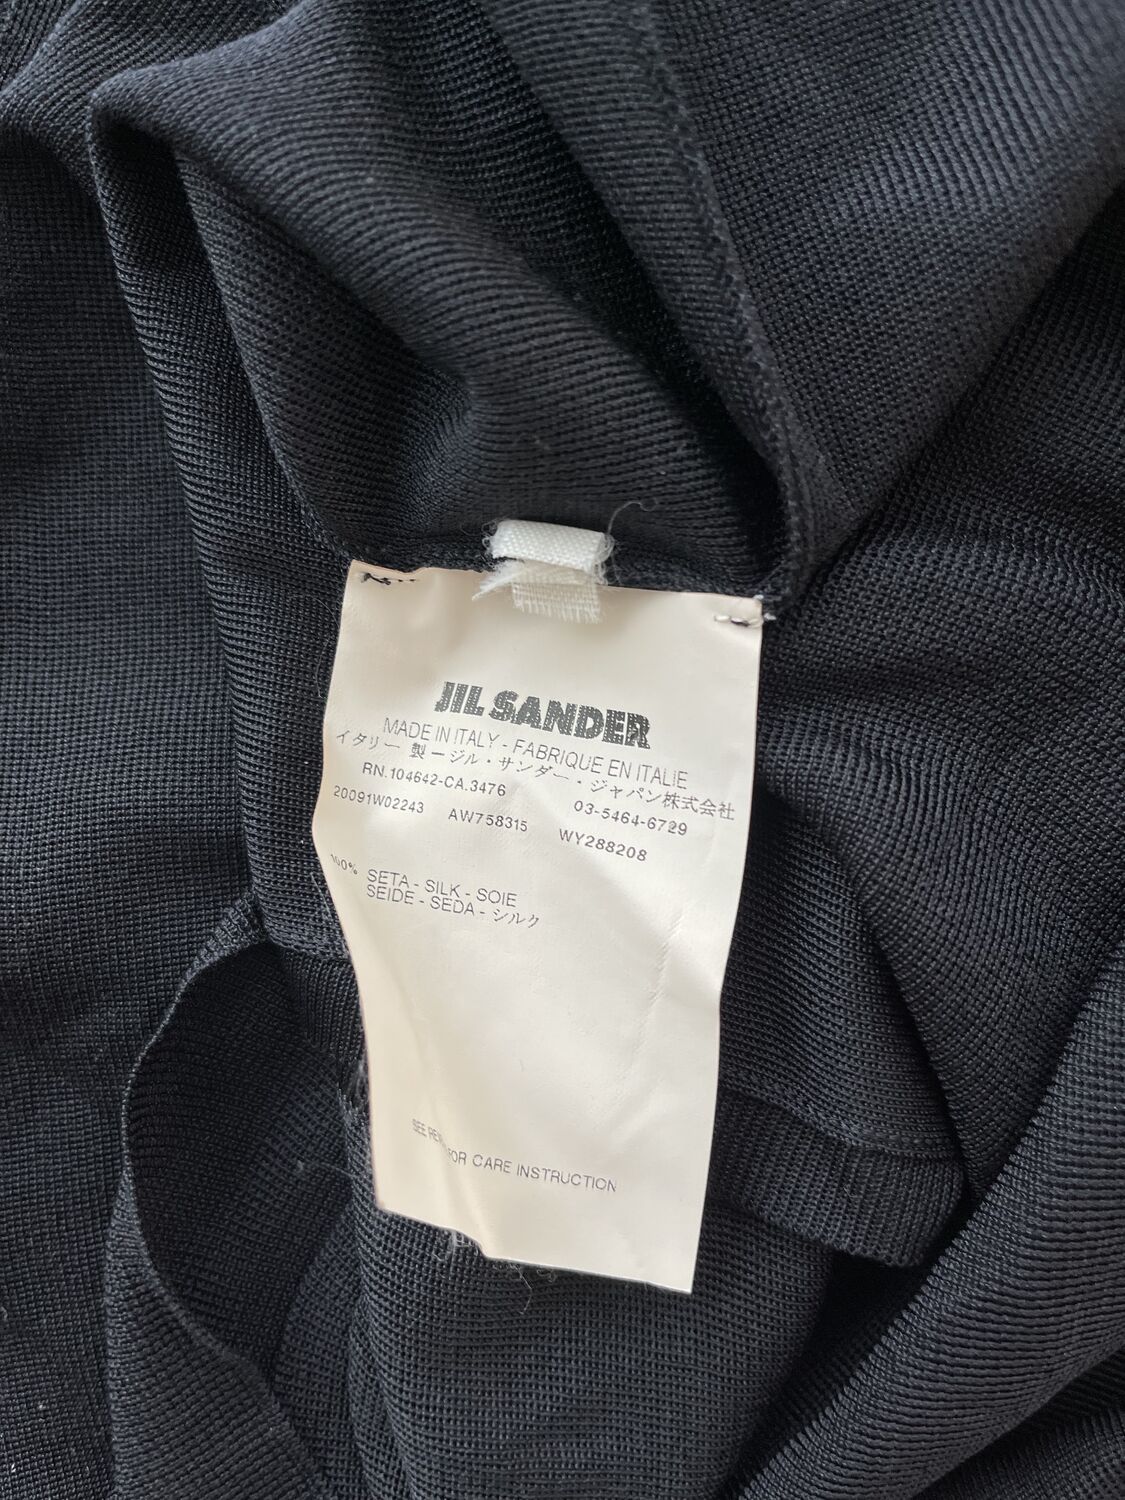 JIL SANDER
MADE IN ITALY - FABRIQUE EN ITALIE
イタリー 製 ージル・サンダー・ジャパン株式会社
RN.104642-CA.3476 03-5464-6729
20091W02243 AW758315 WY288208
100% SETA - SILK - SOIE
SEIDE - SEDA - シルク
SEE FOR CARE INSTRUCTION